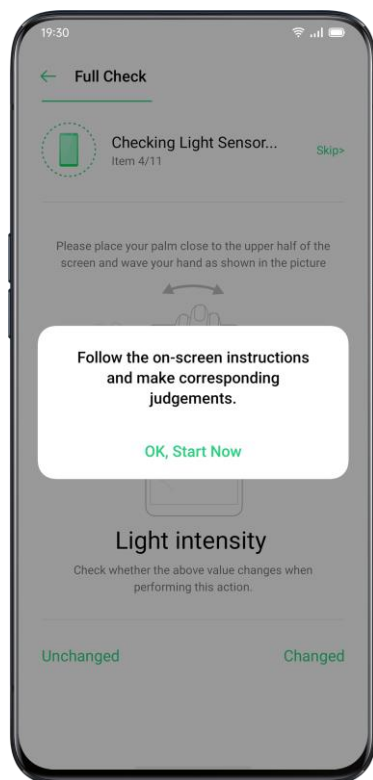 19:30
Full Check
Checking Light Sensor...
Skip>
Item 4/11
Please place your palm close to the upper half of the
screen and wave your hand as shown in the picture
Follow the on-screen instructions
and make corresponding
judgements.
OK, Start Now
Light intensity
Check whether the above value changes when
performing this action.
Unchanged
Changed